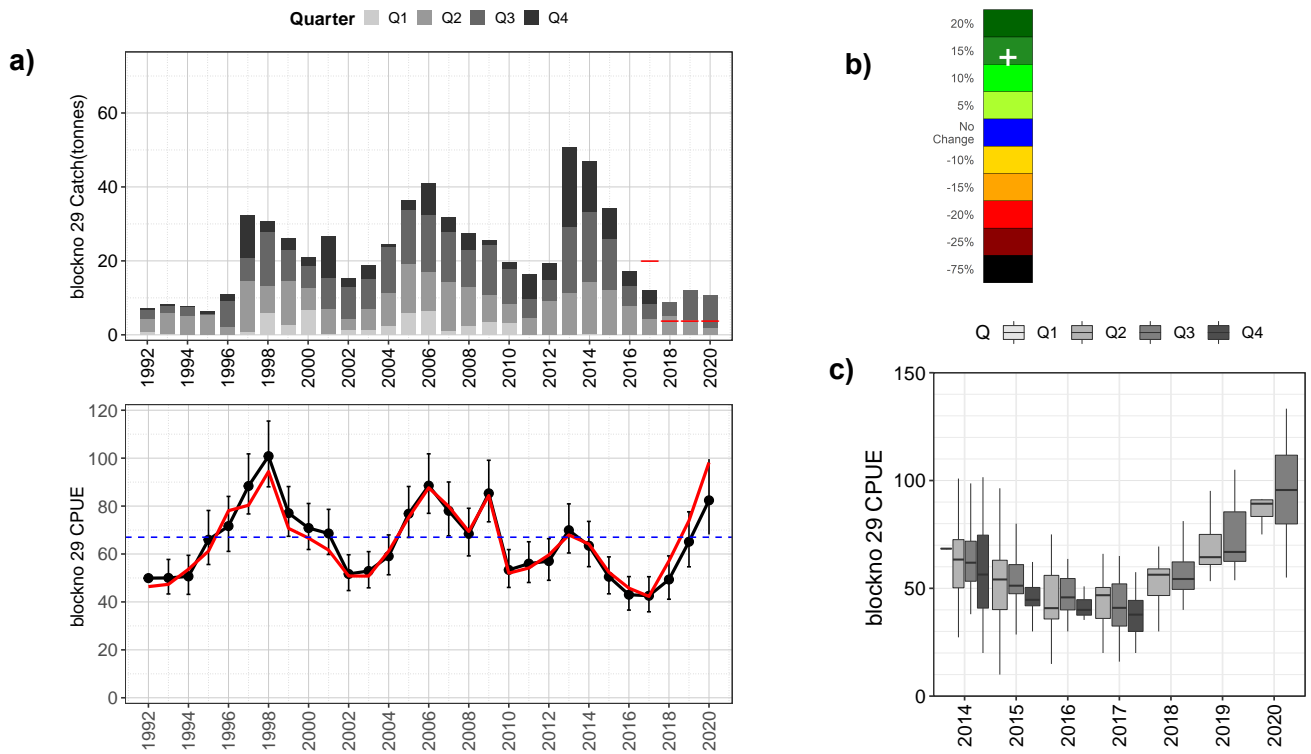 Quarter Q1 Q2 Q3 Q4
a)
blockno 29 Catch(tonnes)
60
40
20
0
1992 1994 1996 1998 2000 2002 2004 2006 2008 2010 2012 2014 2016 2018 2020
blockno 29 CPUE
120
100
80
60
40
20
0
1992 1994 1996 1998 2000 2002 2004 2006 2008 2010 2012 2014 2016 2018 2020
b)
20%
15%
10%
5%
No
Change
-10%
-15%
-20%
-25%
-75%
Q Q1 Q2 Q3 Q4
c)
blockno 29 CPUE
150
100
50
0
2014 2015 2016 2017 2018 2019 2020